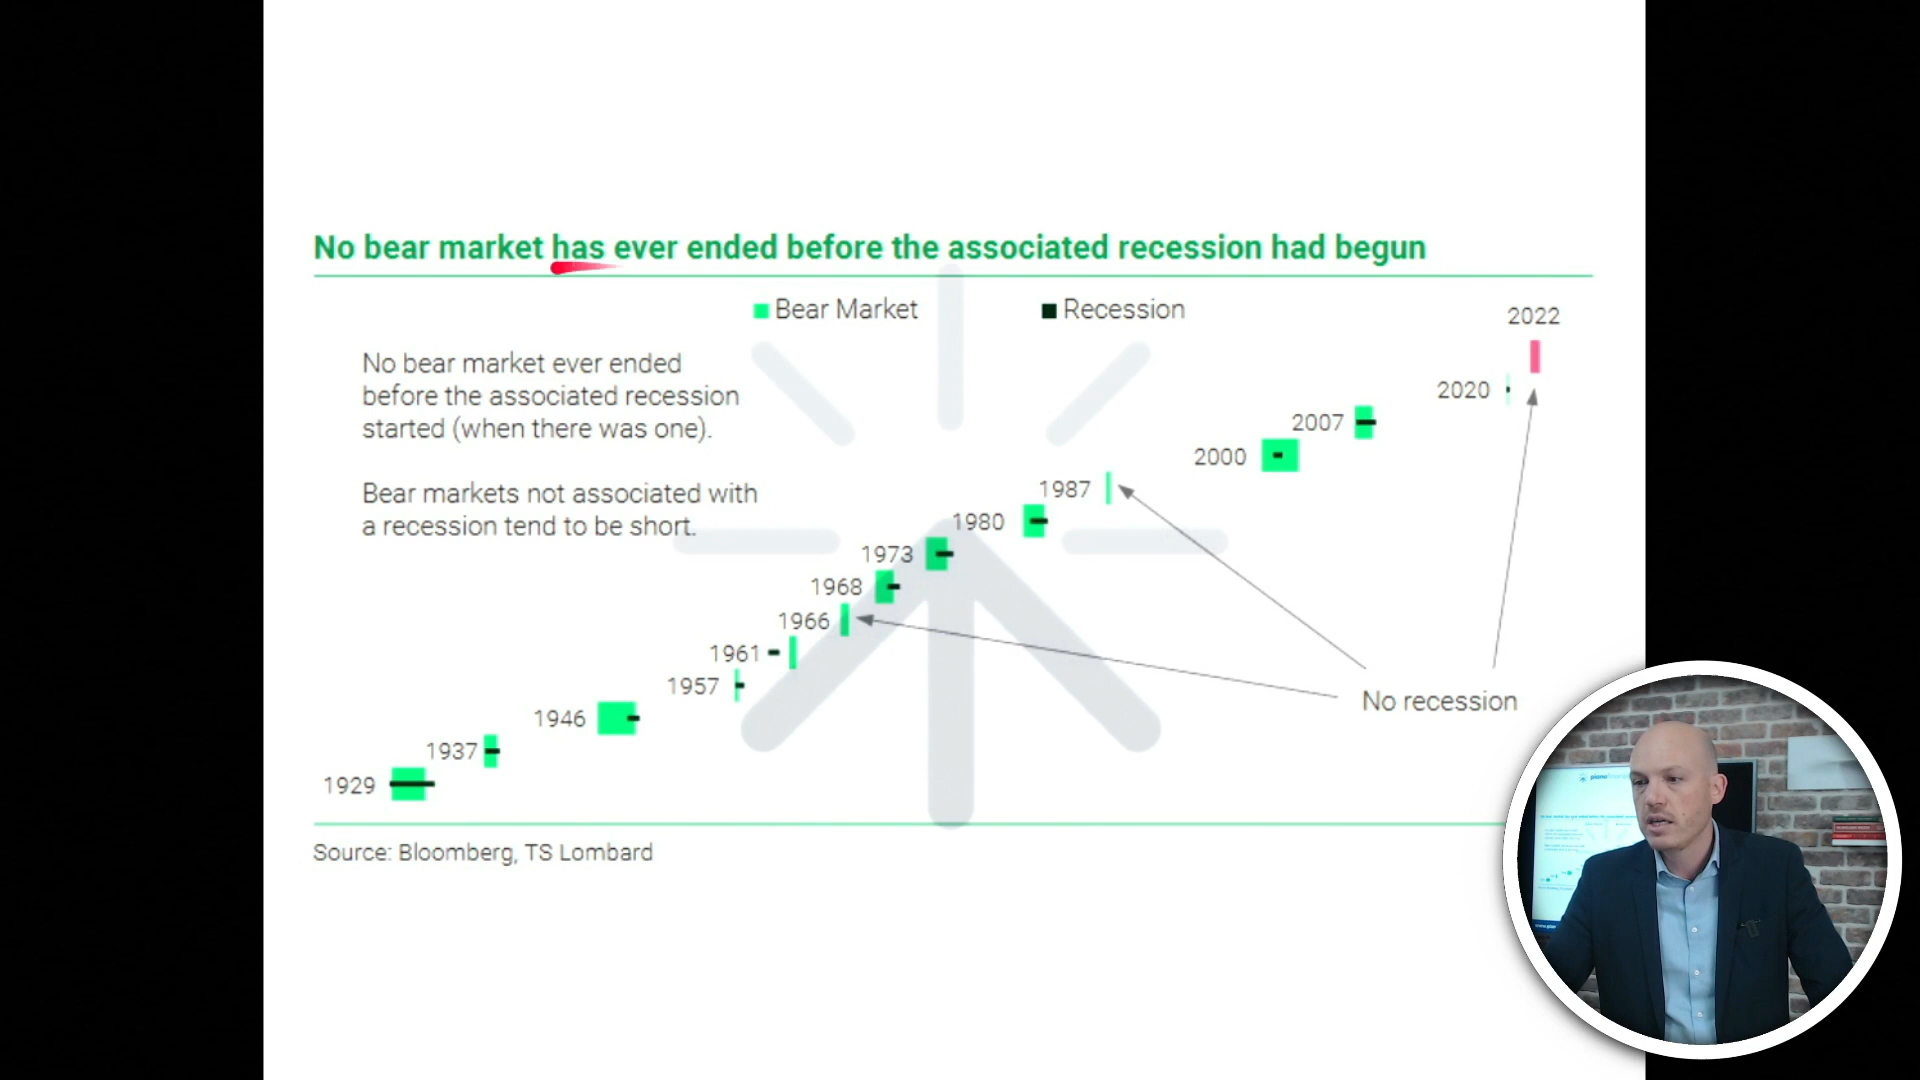 No bear market has ever ended before the associated recession had begun
Bear Market
Recession
2022
No bear market ever ended
before the associated recession
started (when there was one).
2020
2007
2000
Bear markets not associated with
a recession tend to be short.
1987
1980
1973
1968
1966
1961
1957
No recession
1946
1937
1929
Source: Bloomberg, TS Lombard